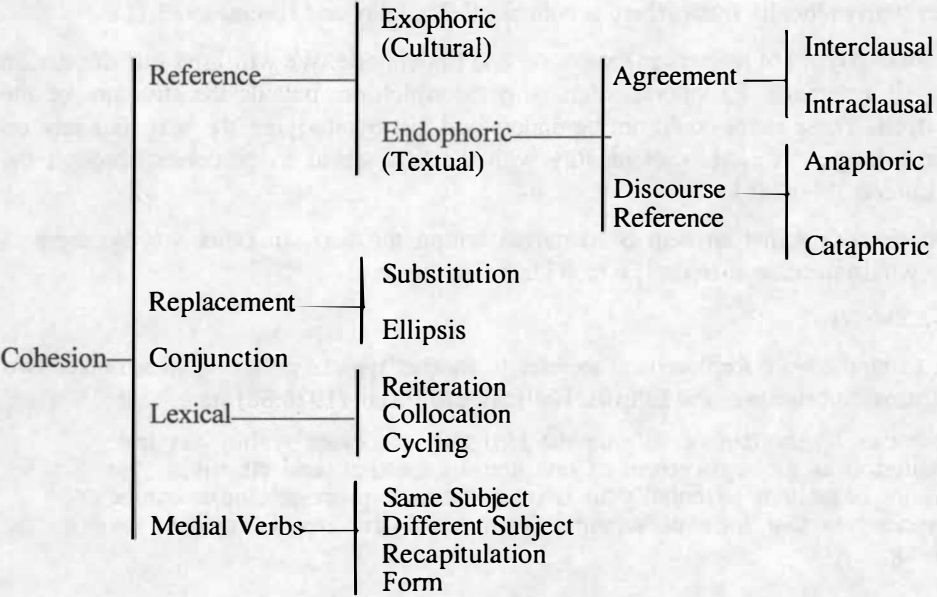 Cohesion
Reference
Exophoric
(Cultural)
Endophoric
(Textual)
Agreement
Interclausal
Intraclausal
Discourse
Reference
Anaphoric
Cataphoric
Replacement
Substitution
Ellipsis
Conjunction
Lexical
Reiteration
Collocation
Cycling
Medial Verbs
Same Subject
Different Subject
Recapitulation
Form